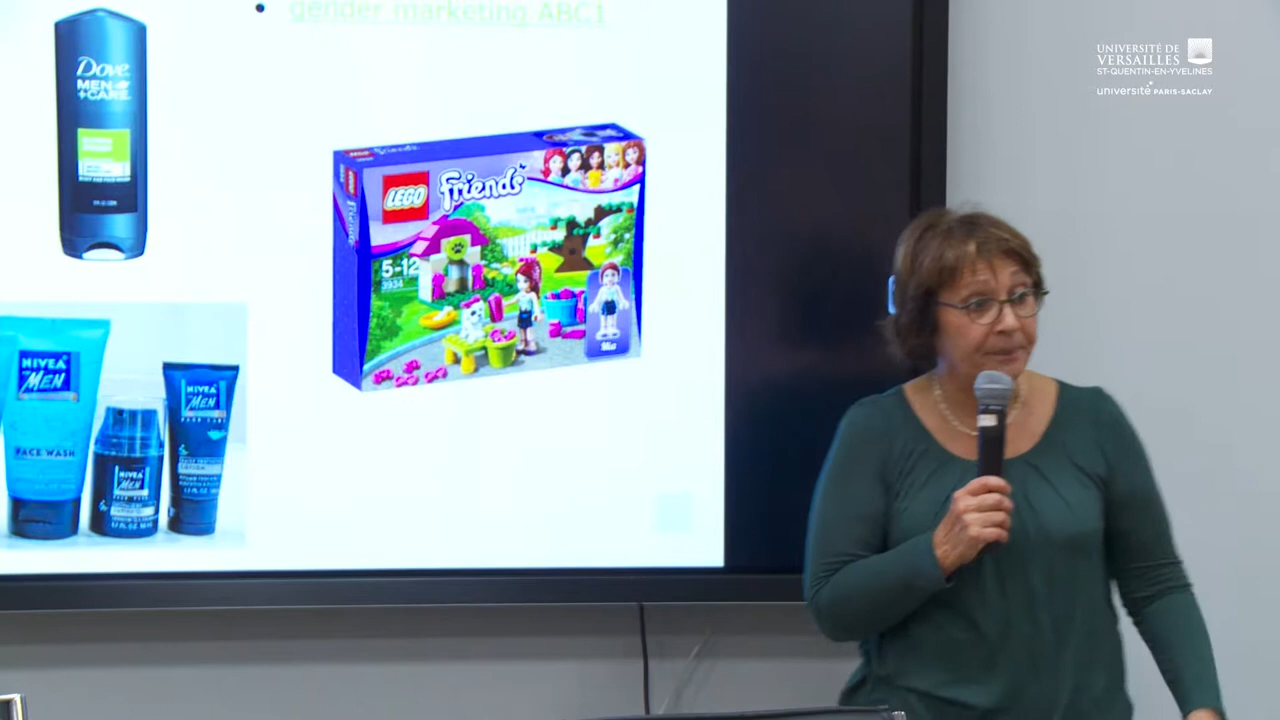 gender marketing ABC1
Dove
MEN
+CARE
LEGO
Friends
5-12
3934
Mia
NIVEA
MEN
FACE WASH
NIVEA
MEN
NIVEA
MEN
LOTION
UNIVERSITÉ DE
VERSAILLES
ST-QUENTIN-EN-YVELINES
université PARIS-SACLAY